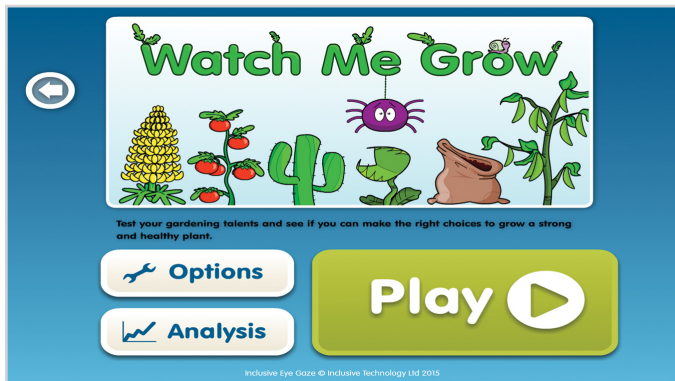 Watch Me Grow
Test your gardening talents and see if you can make the right choices to grow a strong
and healthy plant.
Options
Play
Analysis
Inclusive Eye Gaze © Inclusive Technology Ltd 2015